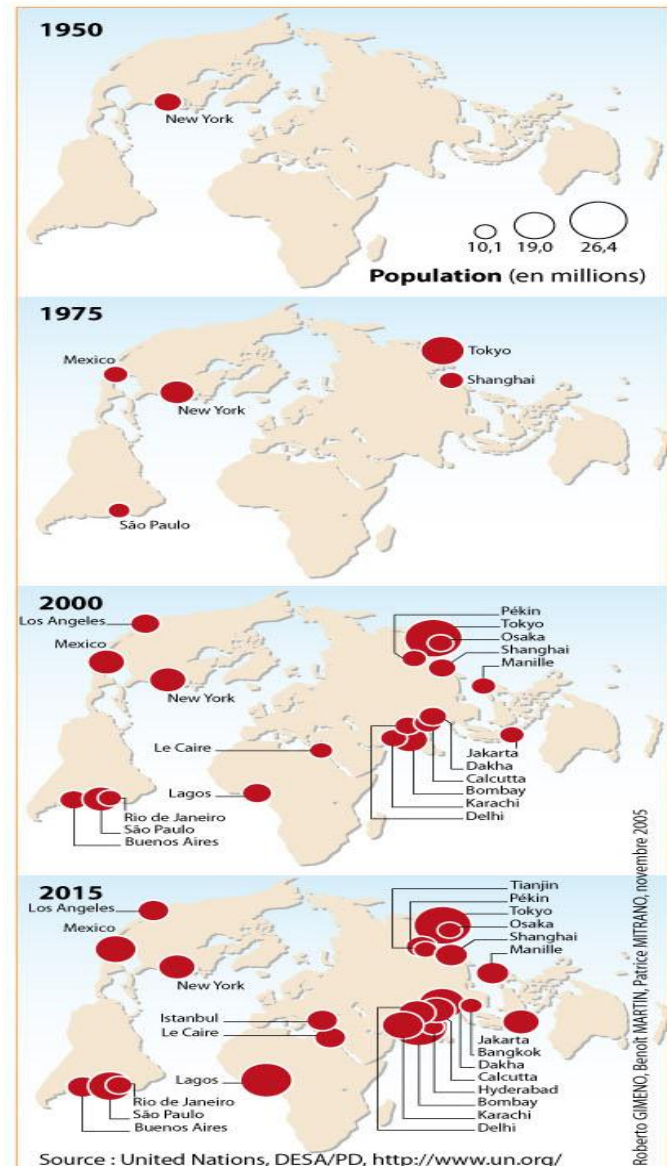 1950
New York
10,1 19,0 26,4
Population (en millions)
1975
Mexico
Tokyo
Shanghai
New York
São Paulo
2000
Los Angeles
Mexico
New York
Le Caire
Lagos
Rio de Janeiro
São Paulo
Buenos Aires
Pékin
Tokyo
Osaka
Shanghai
Manille
Jakarta
Dakha
Calcutta
Bombay
Karachi
Delhi
2015
Los Angeles
Mexico
New York
Istanbul
Le Caire
Lagos
Rio de Janeiro
São Paulo
Buenos Aires
Tianjin
Pékin
Tokyo
Osaka
Shanghai
Manille
Jakarta
Bangkok
Dakha
Calcutta
Hyderabad
Bombay
Karachi
Delhi
Source : United Nations, DESA/PD, http://www.un.org/
Roberto GIMENO, Benoît MARTIN, Patrice MITRANO, novembre 2005